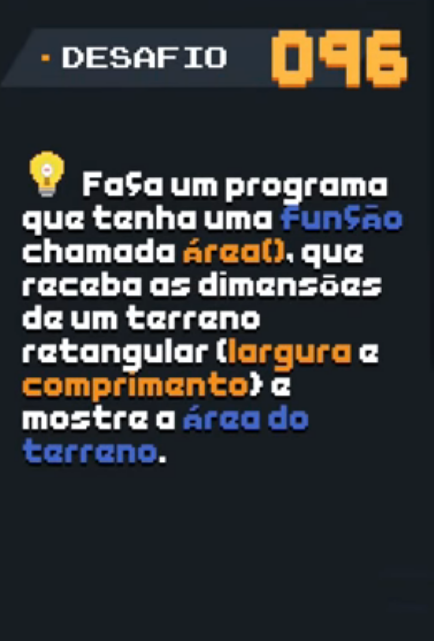 DESAFIO 096
Faça um programa
que tenha uma função
chamada área(), que
receba as dimensões
de um terreno
retangular (largura e
comprimento) e
mostre a área do
terreno.